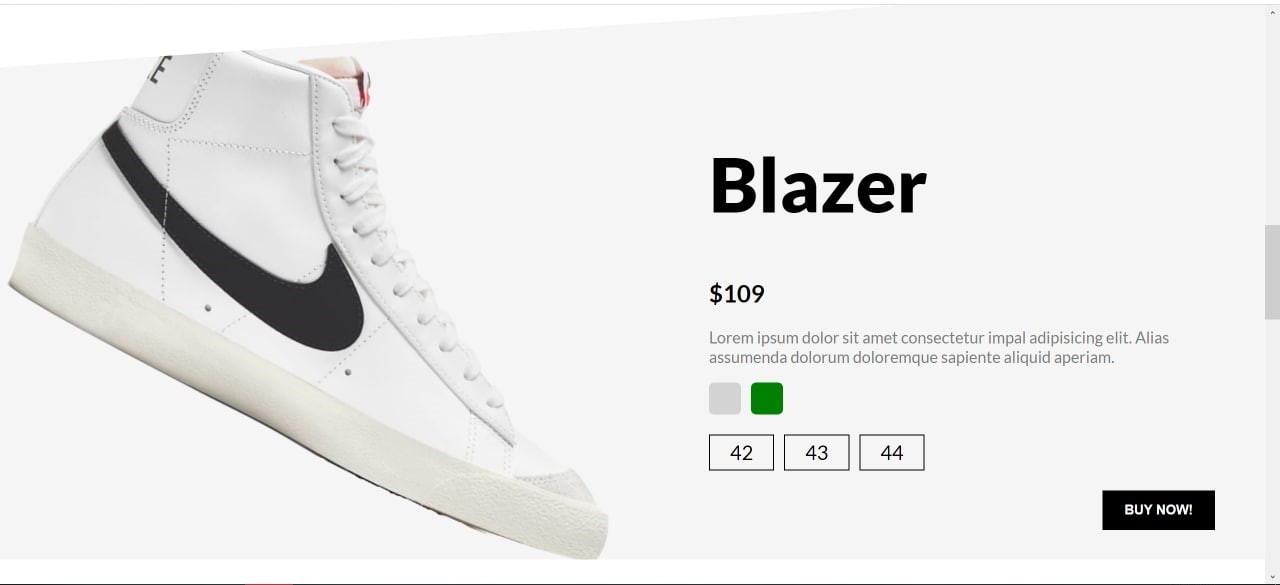 Blazer
$109
Lorem ipsum dolor sit amet consectetur impal adipisicing elit. Alias
assumenda dolorum doloremque sapiente aliquid aperiam.
42 43 44
BUY NOW!